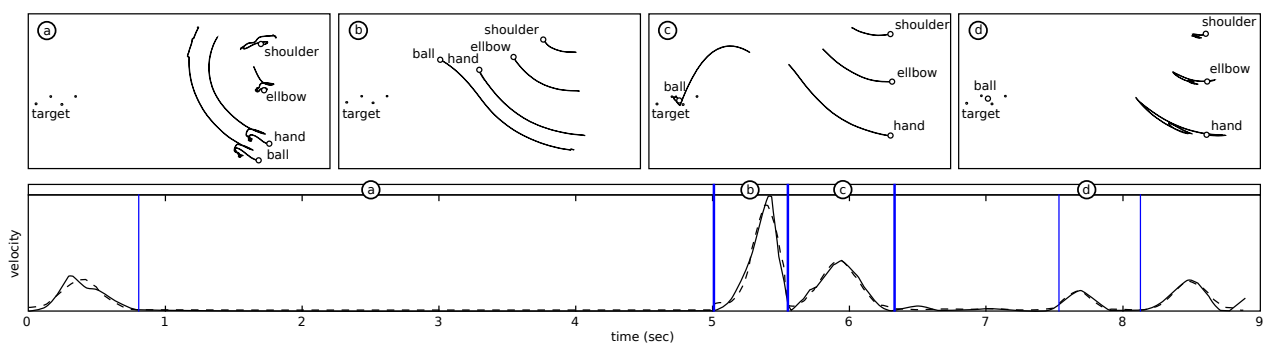 a
shoulder
ellbow
target
hand
ball
b
shoulder
ball hand ellbow
target
c
shoulder
ellbow
ball
target
hand
d
shoulder
ellbow
ball
target
hand
a b c d
velocity
0 1 2 3 4 5 6 7 8 9
time (sec)